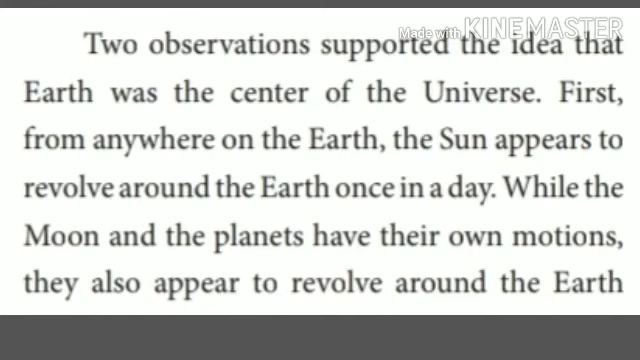 Made with KINEMASTER
Two observations supported the idea that
Earth was the center of the Universe. First,
from anywhere on the Earth, the Sun appears to
revolve around the Earth once in a day. While the
Moon and the planets have their own motions,
they also appear to revolve around the Earth